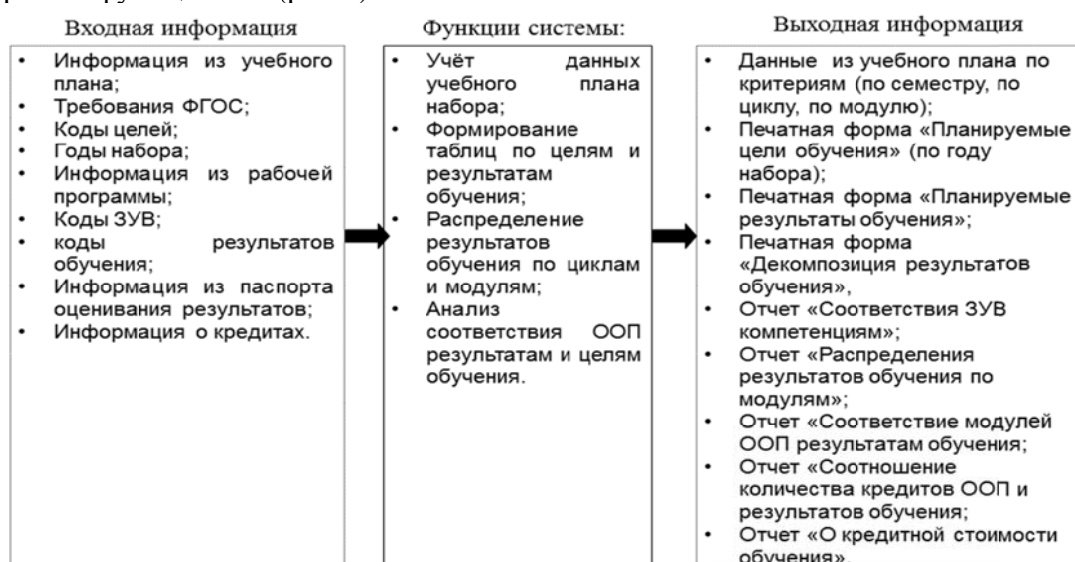 Входная информация
• Информация из учебного
плана;
• Требования ФГОС;
• Коды целей;
• Годы набора;
• Информация из рабочей
программы;
• Коды ЗУВ;
• коды результатов
обучения;
• Информация из паспорта
оценивания результатов;
• Информация о кредитах.
Функции системы:
• Учёт данных
учебного плана
набора;
• Формирование
таблиц по целям и
результатам
обучения;
• Распределение
результатов
обучения по циклам
и модулям;
• Анализ
соответствия ООП
результатам и целям
обучения.
Выходная информация
• Данные из учебного плана по
критериям (по семестру, по
циклу, по модулю);
• Печатная форма «Планируемые
цели обучения» (по году
набора);
• Печатная форма «Планируемые
результаты обучения»;
• Печатная форма
«Декомпозиция результатов
обучения»,
• Отчет «Соответствия ЗУВ
компетенциям»;
• Отчет «Распределения
результатов обучения по
модулям»;
• Отчет «Соответствие модулей
ООП результатам обучения;
• Отчет «Соотношение
количества кредитов ООП и
результатов обучения;
• Отчет «О кредитной стоимости
обучения».